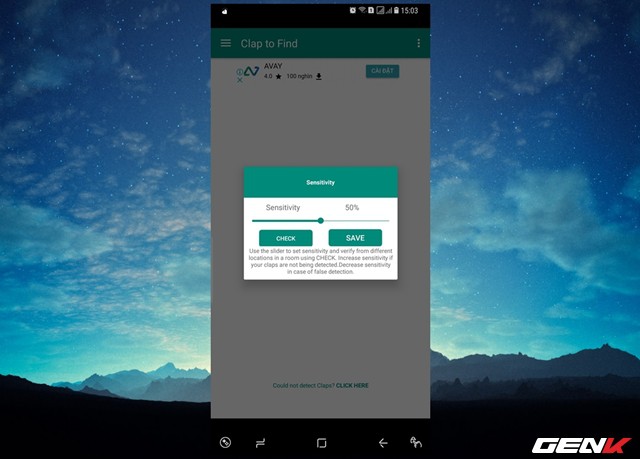 15:03
Clap to Find
AVAY
4.0 ★ 100 nghìn
CÀI ĐẶT
Sensitivity
Sensitivity 50%
CHECK SAVE
Use the slider to set sensitivity and verify from different
locations in a room using CHECK. Increase sensitivity if
your claps are not being detected.Decrease sensitivity
in case of false detection.
Could not detect Claps? CLICK HERE
GENK